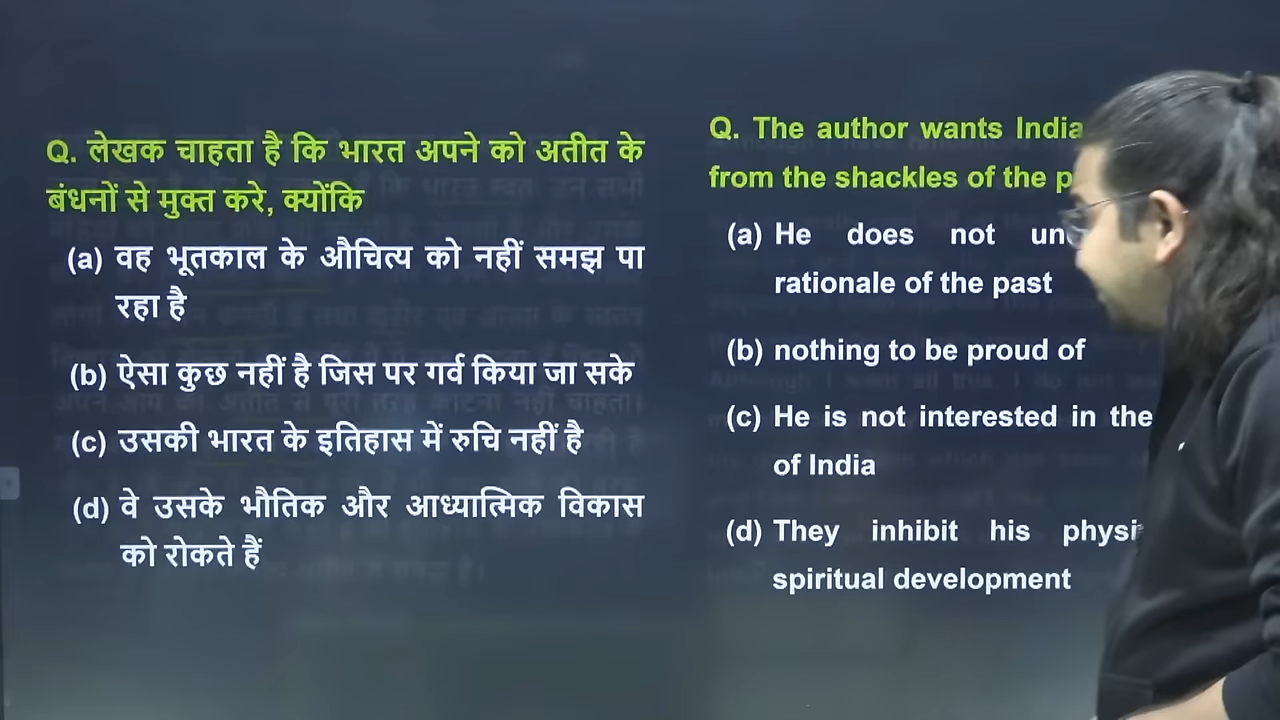 Q. लेखक चाहता है कि भारत अपने को अतीत के
बंधनों से मुक्त करे, क्योंकि
(a) वह भूतकाल के औचित्य को नहीं समझ पा
रहा है
(b) ऐसा कुछ नहीं है जिस पर गर्व किया जा सके
(c) उसकी भारत के इतिहास में रुचि नहीं है
(d) वे उसके भौतिक और आध्यात्मिक विकास
को रोकते हैं
Q. The author wants India
from the shackles of the
(a) He does not
rationale of the past
(b) nothing to be proud of
(c) He is not interested in the
of India
(d) They inhibit his
spiritual development